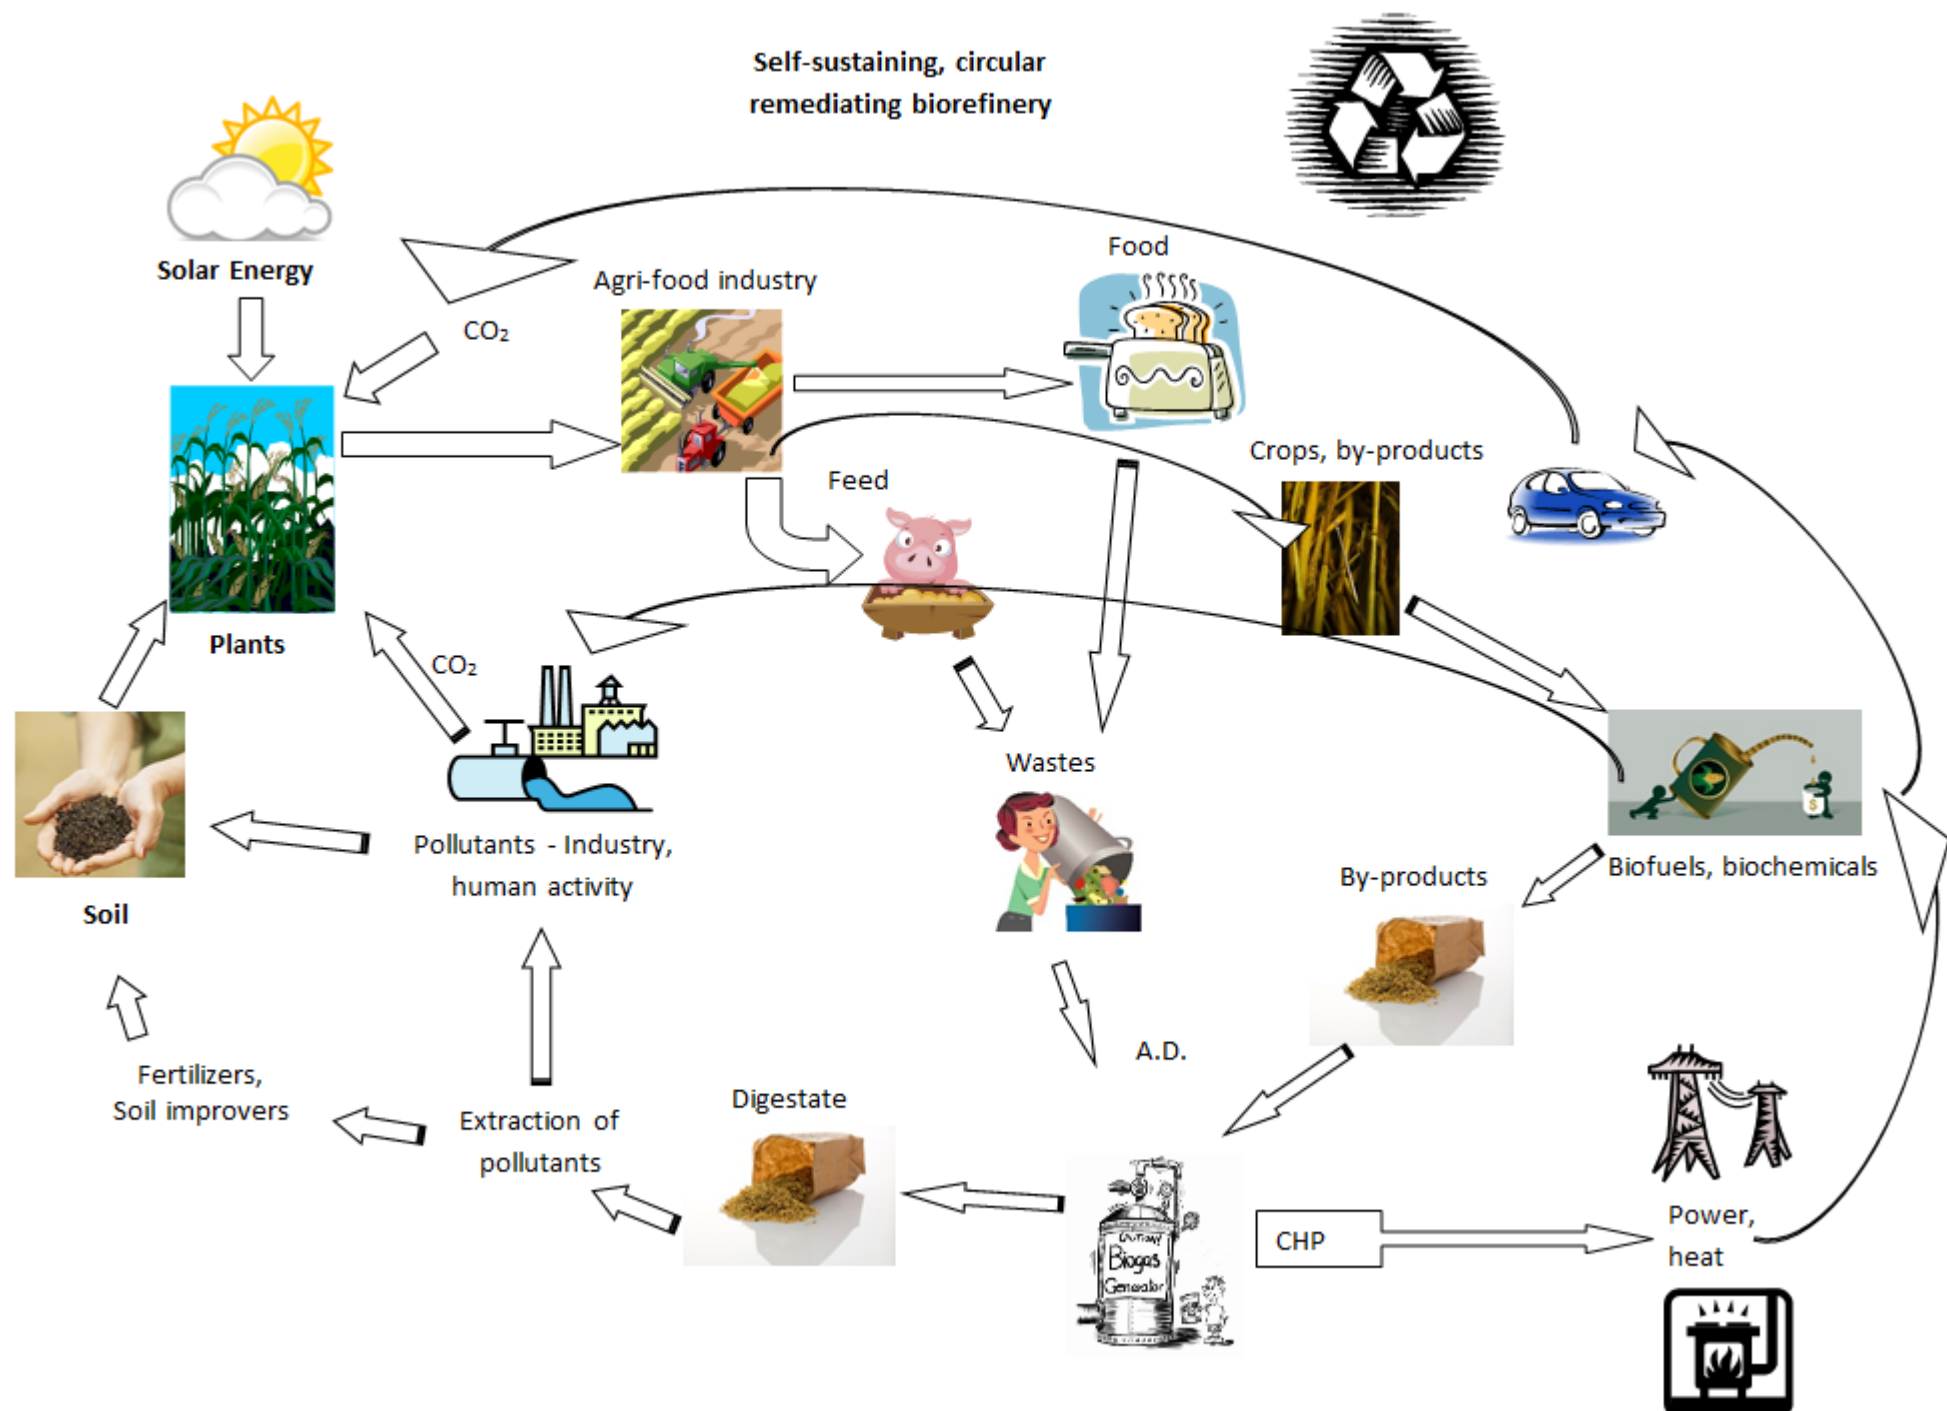 Self-sustaining, circular
remediating biorefinery
Solar Energy
Food
Agri-food industry
CO₂
Crops, by-products
Feed
Plants
CO₂
Wastes
Pollutants - Industry,
human activity
Biofuels, biochemicals
By-products
Soil
A.D.
Fertilizers,
Soil improvers
Digestate
Extraction of
pollutants
Biogas
Generator
CHP
Power,
heat
$